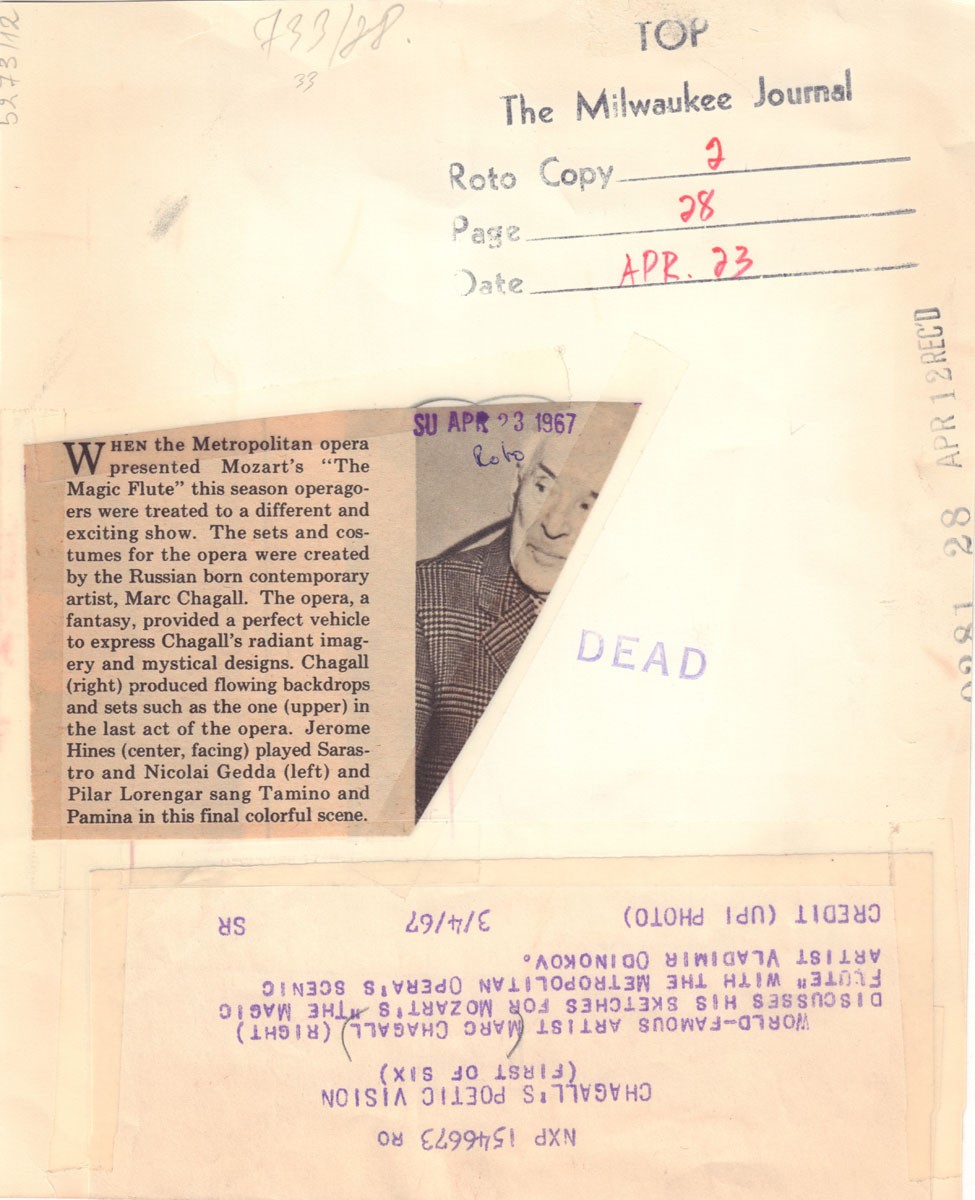 5273/12
733/28.
33
TOP
The Milwaukee Journal
Roto Copy 2
Page 28
Date APR. 23
APR 12 REC'D
28
SU APR 23 1967
Roto
WHEN the Metropolitan opera
presented Mozart's "The
Magic Flute" this season operago-
ers were treated to a different and
exciting show. The sets and cos-
tumes for the opera were created
by the Russian born contemporary
artist, Marc Chagall. The opera, a
fantasy, provided a perfect vehicle
to express Chagall's radiant imag-
ery and mystical designs. Chagall
(right) produced flowing backdrops
and sets such as the one (upper) in
the last act of the opera. Jerome
Hines (center, facing) played Saras-
tro and Nicolai Gedda (left) and
Pilar Lorengar sang Tamino and
Pamina in this final colorful scene.
DEAD
NXP 1546673 RO
CHAGALL'S POETIC VISION
(FIRST OF SIX)
WORLD-FAMOUS ARTIST MARC CHAGALL (RIGHT)
DISCUSSES HIS SKETCHES FOR MOZART'S "THE MAGIC
FLUTE" WITH THE METROPOLITAN OPERA'S SCENIC
ARTIST VLADIMIR ODINOKOV.
CREDIT (UPI PHOTO) 3/4/67 SR